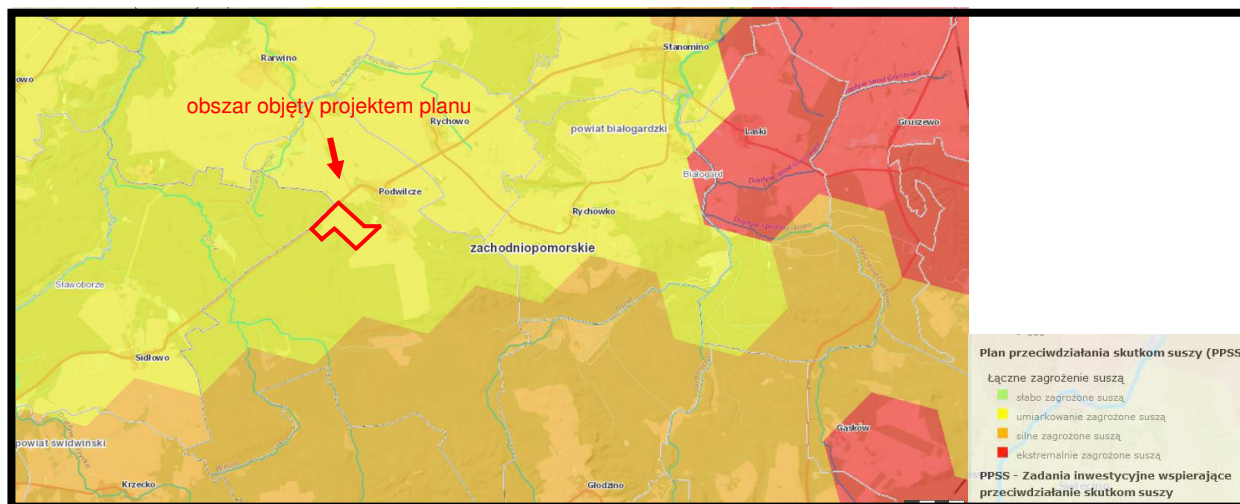 Stanomino
Rarwino
owo
obszar objęty projektem planu
Rychowo
powiat białogardzki
Laski
Gruszewo
Białogard
Podwilcze
Rychówko
zachodniopomorskie
Sławoborze
Sidłowo
powiat świdwiński
Gąsków
Krzecko
Głodzino
Plan przeciwdziałania skutkom suszy (PPSS
Łączne zagrożenie suszą
słabo zagrożone suszą
umiarkowanie zagrożone suszą
silne zagrożone suszą
ekstremalnie zagrożone suszą
PPSS - Zadania inwestycyjne wspierające
przeciwdziałanie skutkom suszy